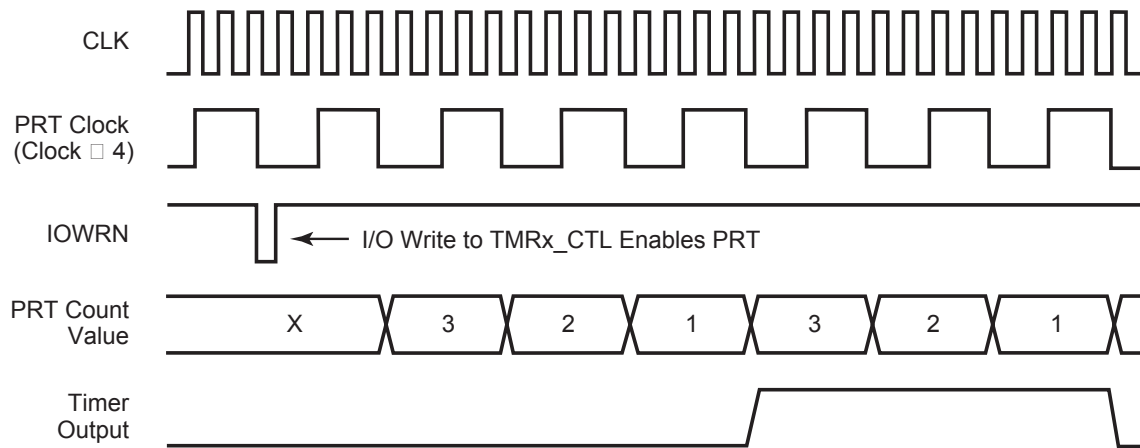 CLK
PRT Clock
(Clock □ 4)
IOWRN
I/O Write to TMRx_CTL Enables PRT
PRT Count
Value
X 3 2 1 3 2 1
Timer
Output